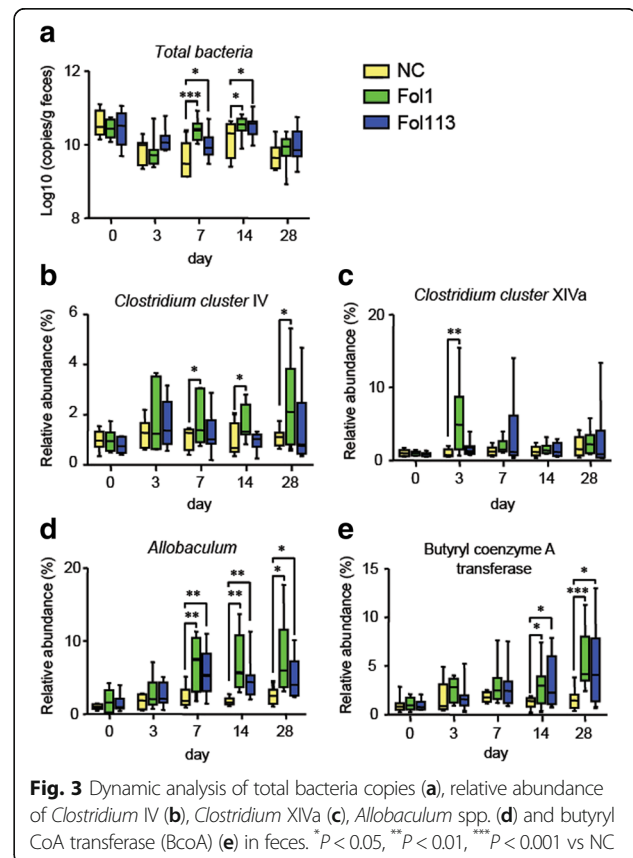 a
Total bacteria
NC
Fol1
Fol113
Log10 (copies/g feces)
12
10
8
*
***
*
*
0 3 7 14 28
day
b
Clostridium cluster IV
Relative abundance (%)
6
4
2
0
*
*
*
0 3 7 14 28
day
c
Clostridium cluster XIVa
Relative abundance (%)
20
10
0
**
0 3 7 14 28
day
d
Allobaculum
Relative abundance (%)
20
10
0
**
**
**
**
*
*
0 3 7 14 28
day
e
Butyryl coenzyme A
transferase
Relative abundance (%)
15
10
5
0
*
*
*
***
0 3 7 14 28
day
Fig. 3 Dynamic analysis of total bacteria copies (a), relative abundance
of Clostridium IV (b), Clostridium XIVa (c), Allobaculum spp. (d) and butyryl
CoA transferase (BcoA) (e) in feces. *P < 0.05, **P < 0.01, ***P < 0.001 vs NC